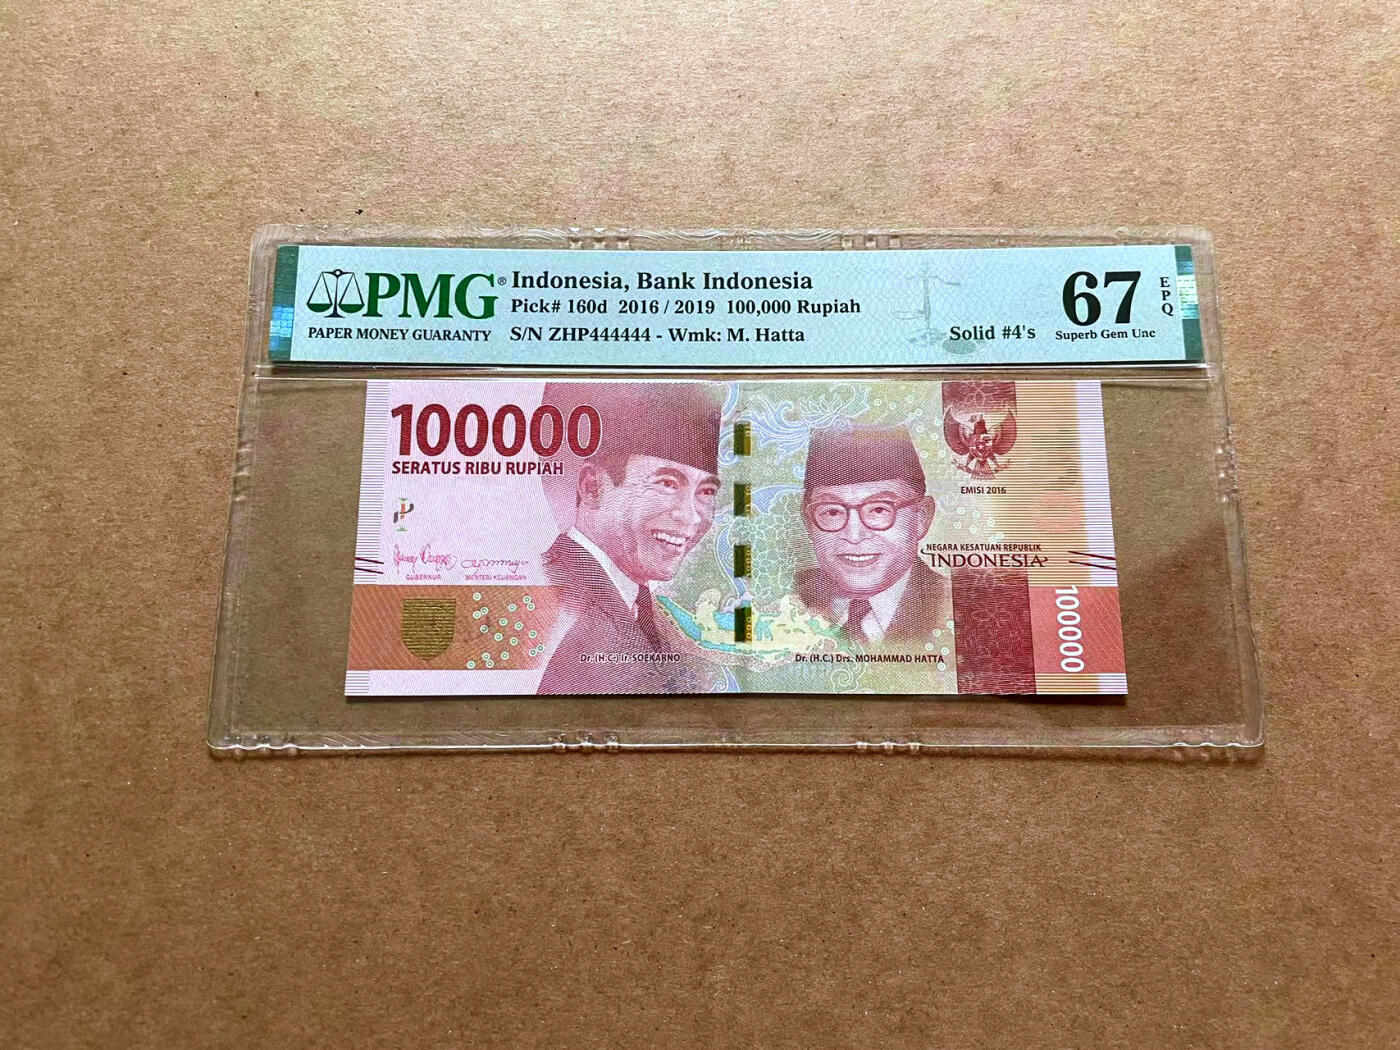 PMG®
PAPER MONEY GUARANTY
Indonesia, Bank Indonesia
Pick# 160d 2016 / 2019 100,000 Rupiah
S/N ZHP444444 - Wmk: M. Hatta
Solid #4's
67
EPQ
Superb Gem Unc
100000
SERATUS RIBU RUPIAH
EMISI 2016
NEGARA KESATUAN REPUBLIK
INDONESIA
GUBERNUR
MENTERI KEUANGAN
Dr. (H.C.) Ir. SOEKARNO
Dr. (H.C.) Drs. MOHAMMAD HATTA
100000